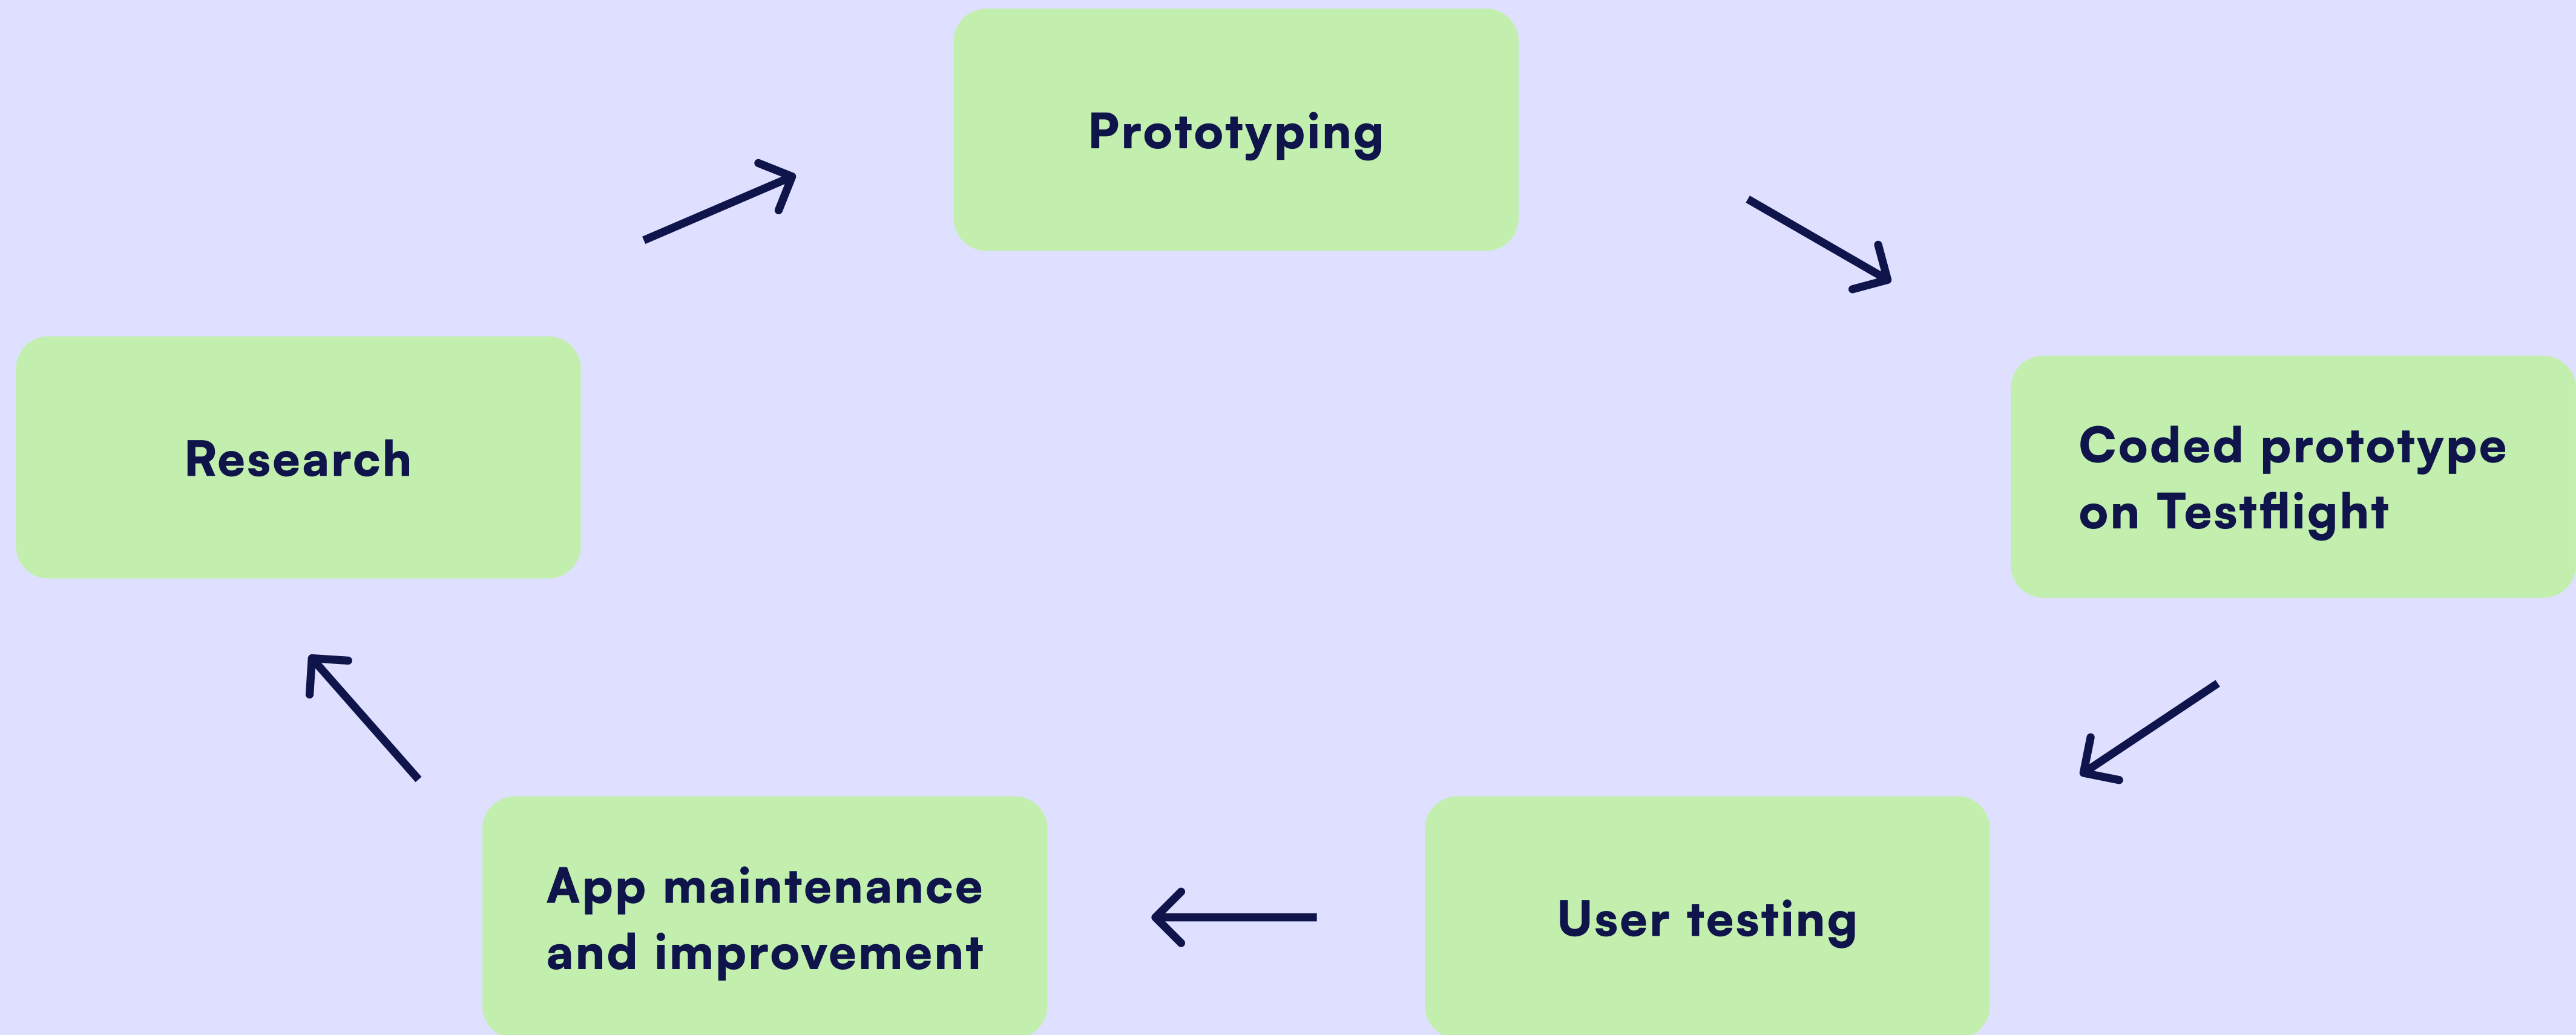 Prototyping
Research
Coded prototype
on Testflight
App maintenance
and improvement
User testing